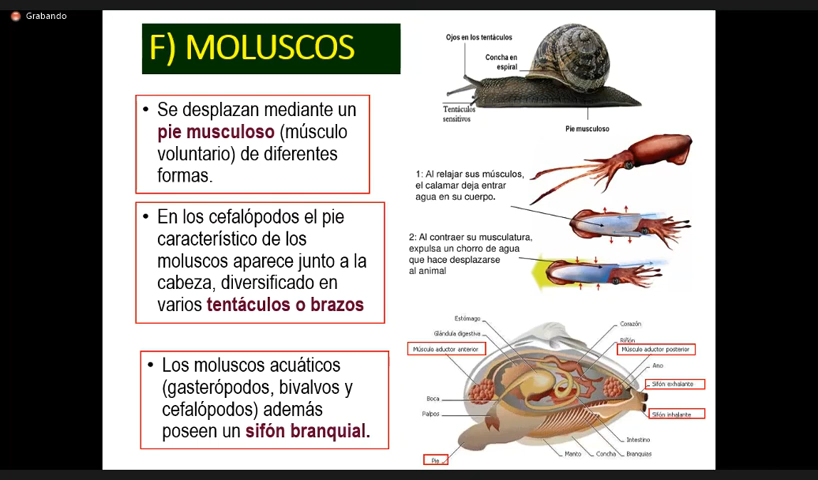 Grabando
F) MOLUSCOS
• Se desplazan mediante un
pie musculoso (músculo
voluntario) de diferentes
formas.
• En los cefalópodos el pie
característico de los
moluscos aparece junto a la
cabeza, diversificado en
varios tentáculos o brazos
• Los moluscos acuáticos
(gasterópodos, bivalvos y
cefalópodos) además
poseen un sifón branquial.
Ojos en los tentáculos
Concha en
espiral
Tentáculos
sensitivos
Pie musculoso
1: Al relajar sus músculos,
el calamar deja entrar
agua en su cuerpo.
2: Al contraer su musculatura,
expulsa un chorro de agua
que hace desplazarse
al animal
Estómago
Glándula digestiva
Músculo aductor anterior
Boca
Palpos
Pie
Corazón
Riñón
Músculo aductor posterior
Ano
Sifón exhalante
Sifón inhalante
Intestino
Manto
Concha
Branquias